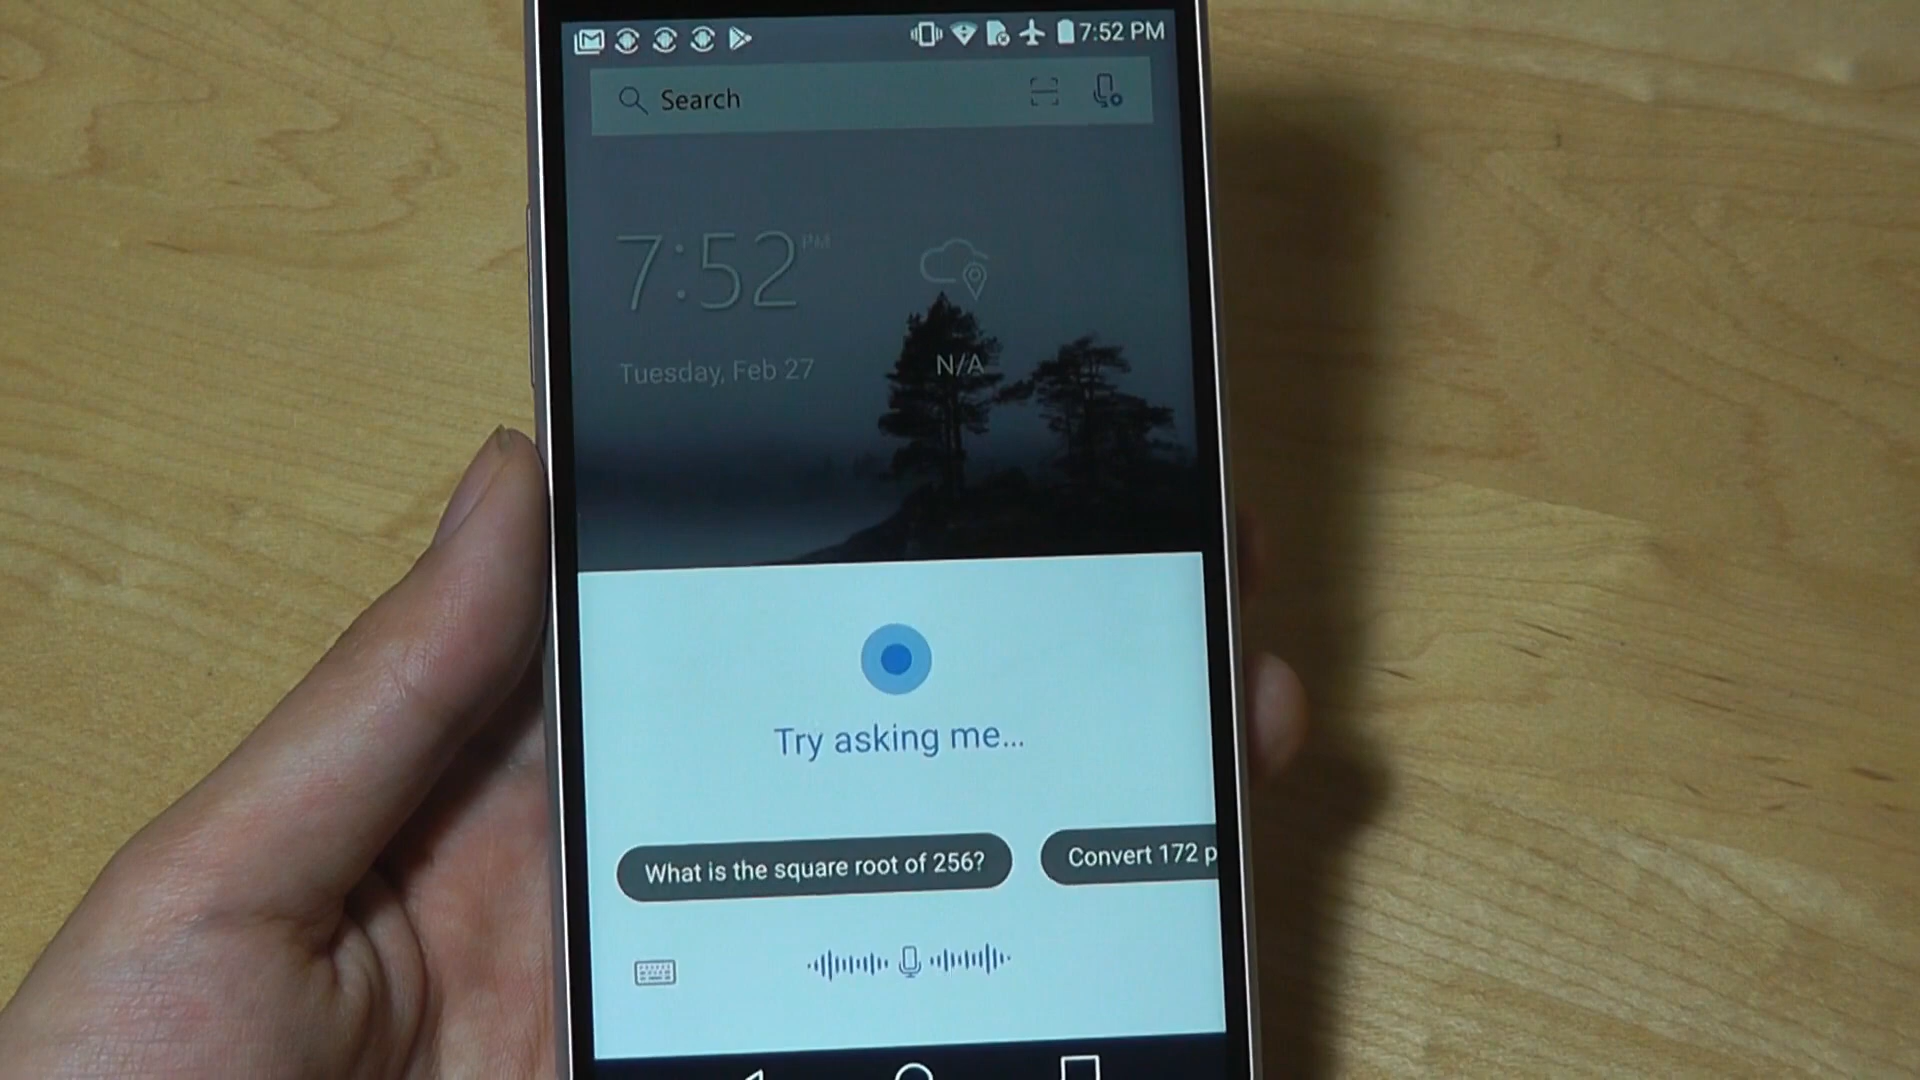 7:52 PM
Search
7:52 PM
Tuesday, Feb 27
N/A
Try asking me...
What is the square root of 256?
Convert 172 p